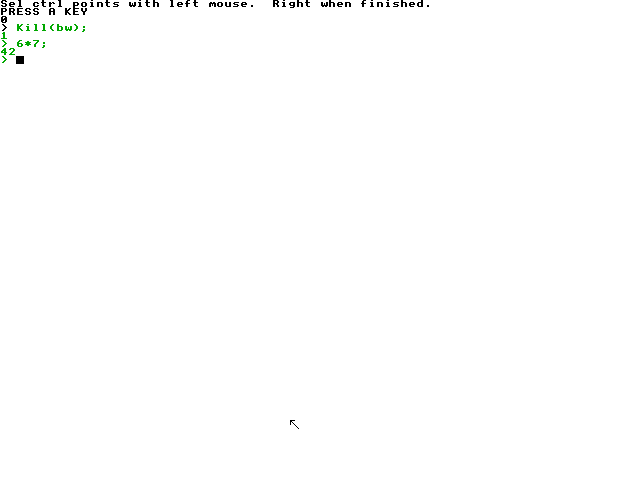 Sel ctrl points with left mouse.  Right when finished.
PRESS A KEY
0
> Kill(bw);
1
> 6*7;
42
>